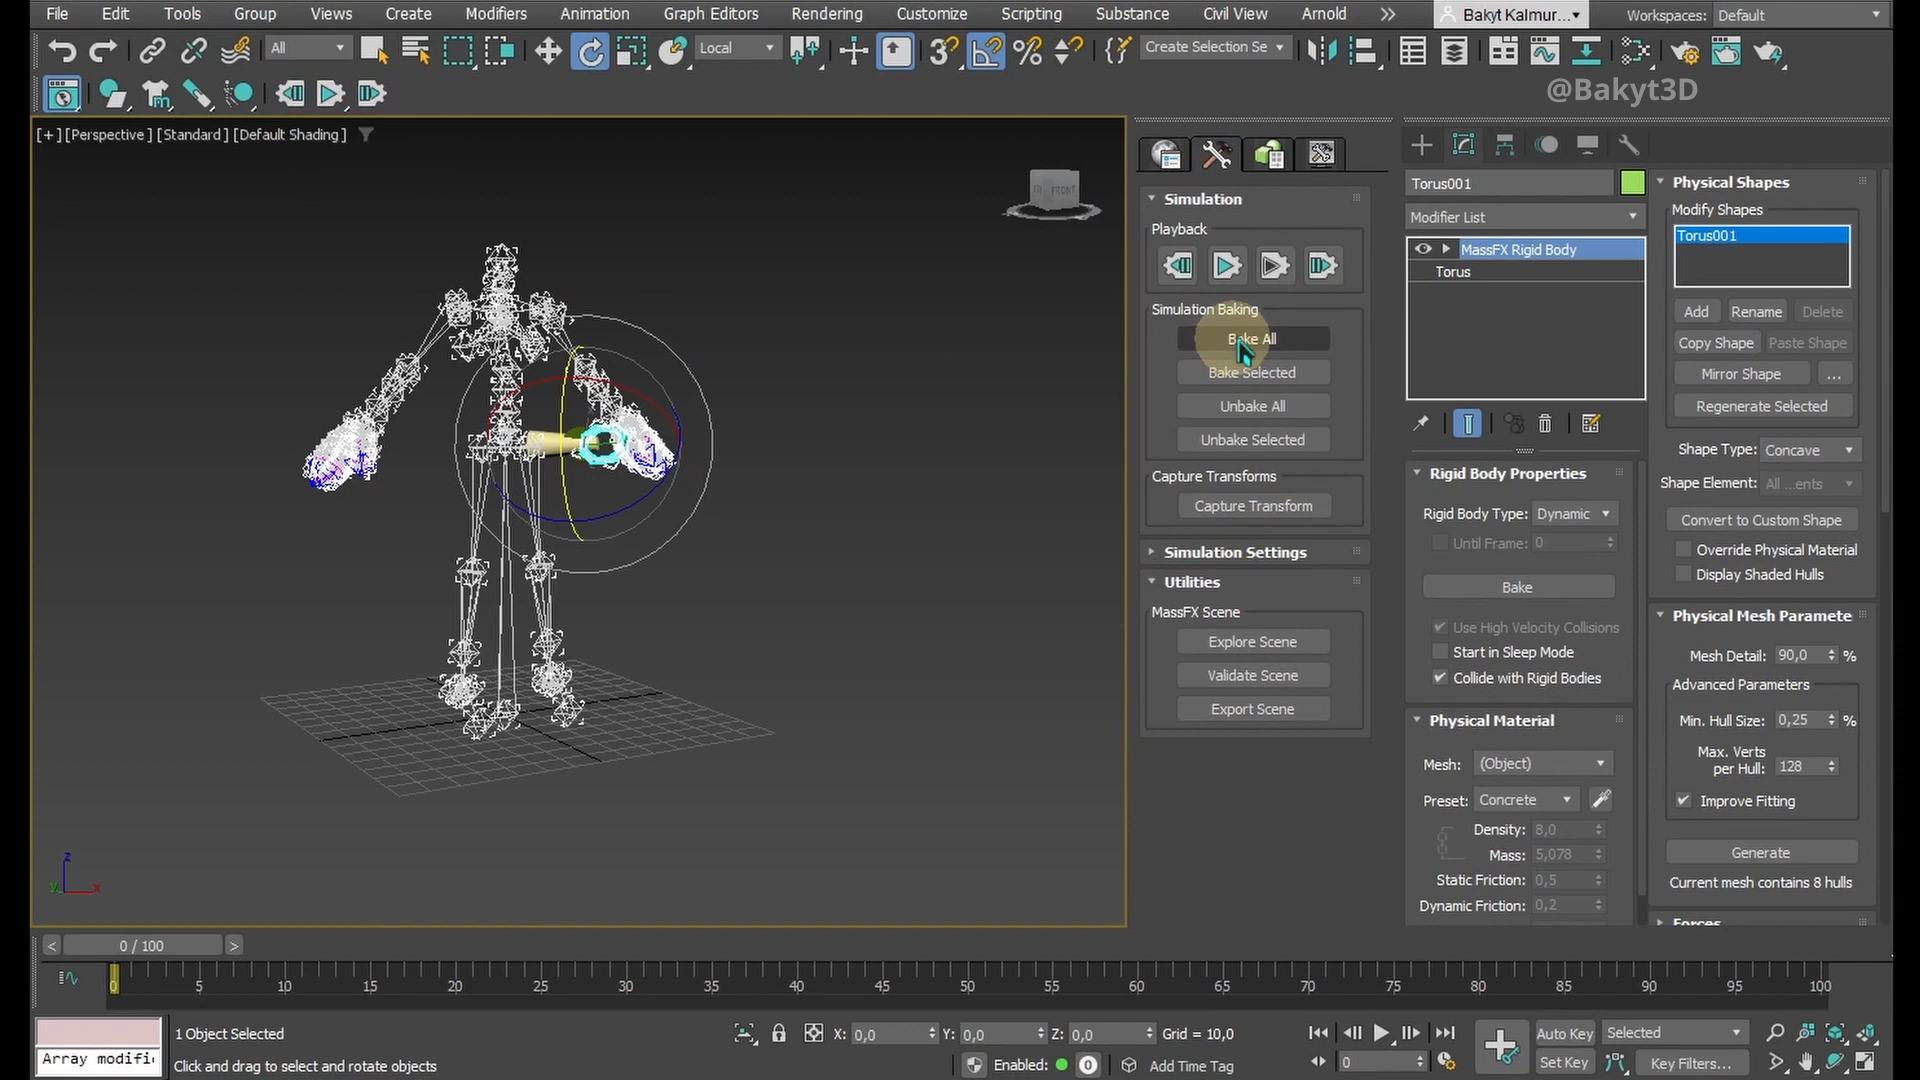 File Edit Tools Group Views Create Modifiers Animation Graph Editors Rendering Customize Scripting Substance Civil View Arnold Bakyt Kalmur... Workspaces: Default
All Local Create Selection Se
@Bakyt3D
[+] [Perspective] [Standard] [Default Shading]
FRONT
Simulation
Playback
Simulation Baking
Bake All
Bake Selected
Unbake All
Unbake Selected
Capture Transforms
Capture Transform
Simulation Settings
Utilities
MassFX Scene
Explore Scene
Validate Scene
Export Scene
Torus001
Modifier List
MassFX Rigid Body
Torus
Rigid Body Properties
Rigid Body Type: Dynamic
Until Frame: 0
Bake
Use High Velocity Collisions
Start in Sleep Mode
Collide with Rigid Bodies
Physical Material
Mesh: (Object)
Preset: Concrete
Density: 8,0
Mass: 5,078
Static Friction: 0,5
Dynamic Friction: 0,2
Physical Shapes
Modify Shapes
Torus001
Add Rename Delete
Copy Shape Paste Shape
Mirror Shape ...
Regenerate Selected
Shape Type: Concave
Shape Element: All ...ents
Convert to Custom Shape
Override Physical Material
Display Shaded Hulls
Physical Mesh Paramete
Mesh Detail: 90,0 %
Advanced Parameters
Min. Hull Size: 0,25 %
Max. Verts
per Hull: 128
Improve Fitting
Generate
Current mesh contains 8 hulls
Forces
z
y x
< 0 / 100 >
0 5 10 15 20 25 30 35 40 45 50 55 60 65 70 75 80 85 90 95 100
1 Object Selected X: 0,0 Y: 0,0 Z: 0,0 Grid = 10,0 Auto Key Selected
Array modifi Click and drag to select and rotate objects Enabled: 0 Add Time Tag 0 Set Key Key Filters...